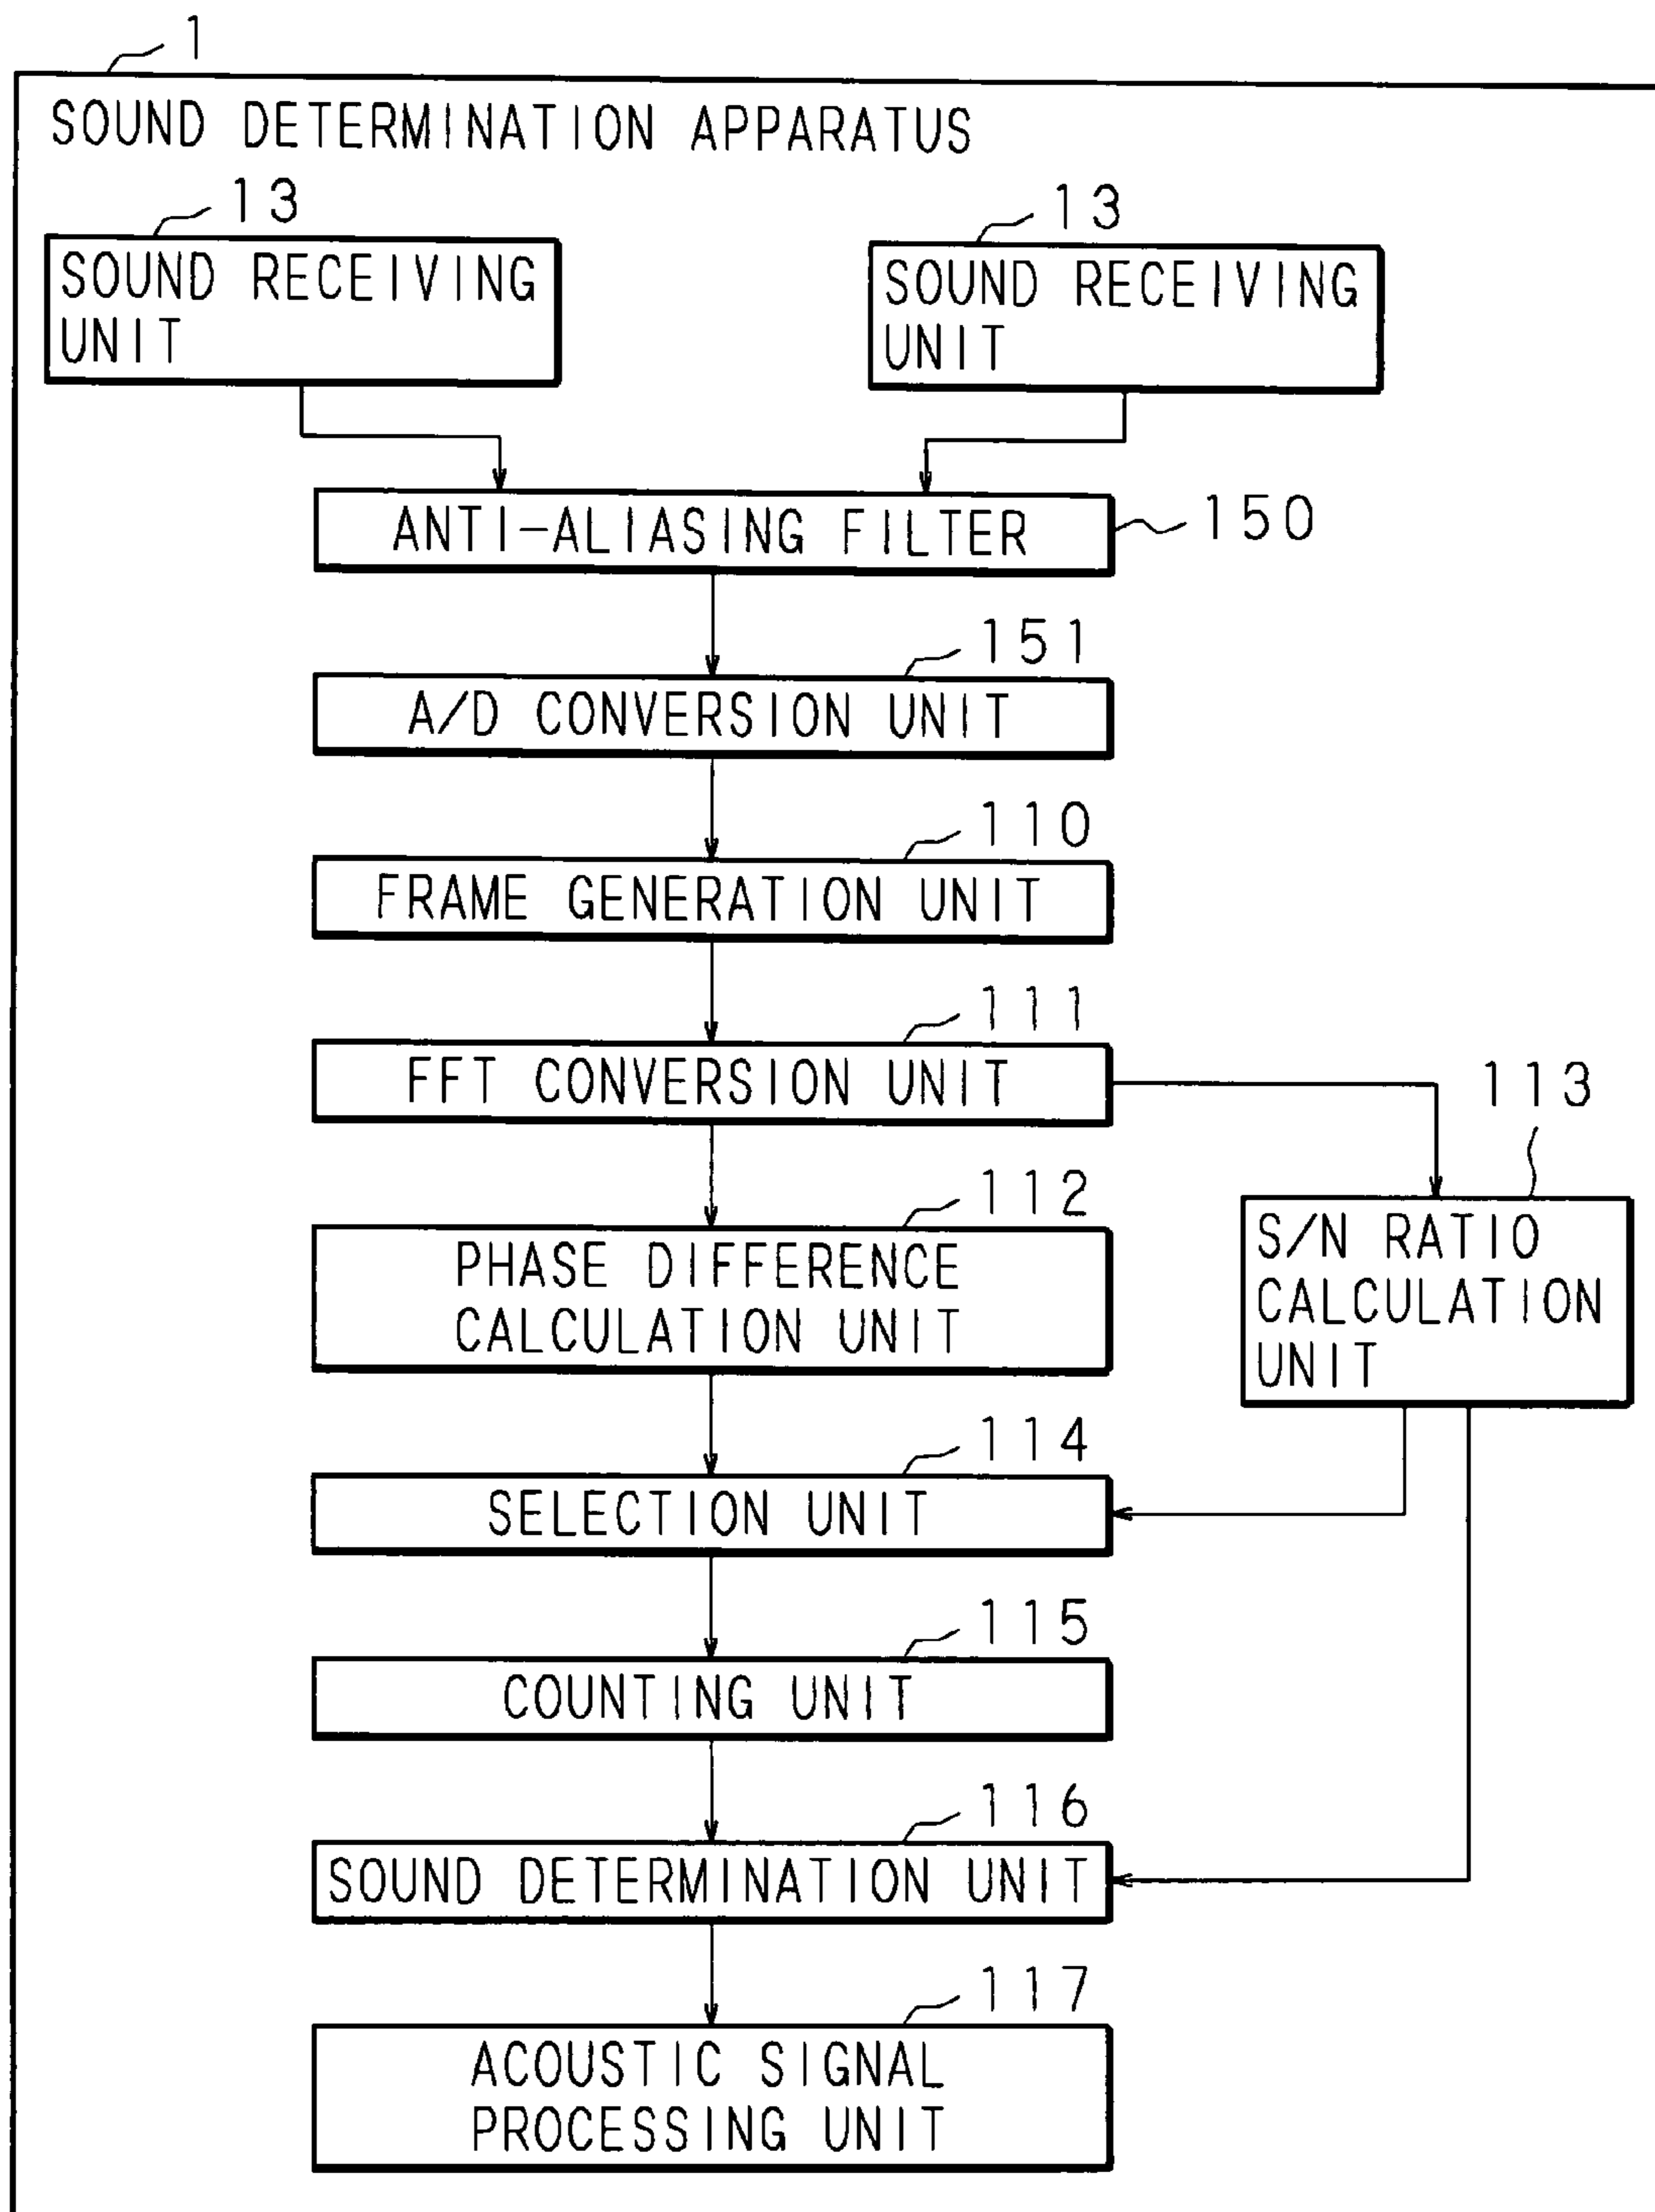 1
SOUND DETERMINATION APPARATUS
13
13
SOUND RECEIVING
UNIT
SOUND RECEIVING
UNIT
ANTI-ALIASING FILTER
150
151
A/D CONVERSION UNIT
110
FRAME GENERATION UNIT
111
FFT CONVERSION UNIT
113
112
PHASE DIFFERENCE
CALCULATION UNIT
S/N RATIO
CALCULATION
UNIT
114
SELECTION UNIT
115
COUNTING UNIT
116
SOUND DETERMINATION UNIT
117
ACOUSTIC SIGNAL
PROCESSING UNIT